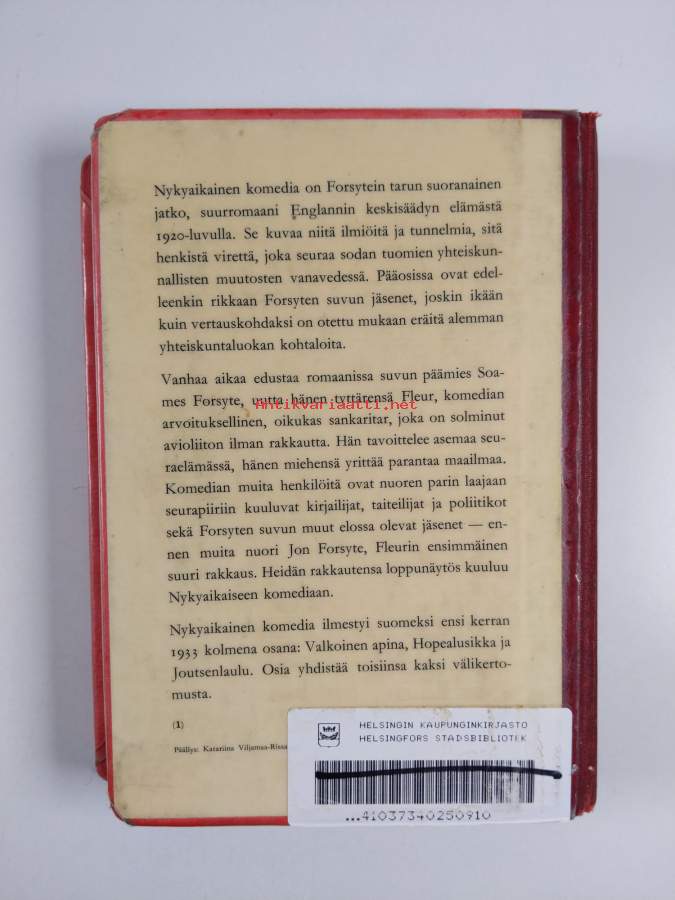 Nykyaikainen komedia on Forsytein tarun suoranainen
jatko, suurromaani Englannin keskisäädyn elämästä
1920-luvulla. Se kuvaa niitä ilmiöitä ja tunnelmia, sitä
henkistä virettä, joka seuraa sodan tuomien yhteiskun-
nallisten muutosten vanavedessä. Pääosissa ovat edel-
leenkin rikkaan Forsyten suvun jäsenet, joskin ikään
kuin vertauskohdaksi on otettu mukaan eräitä alemman
yhteiskuntaluokan kohtaloita.
Vanhaa aikaa edustaa romaanissa suvun päämies Soa-
mes Forsyte, uutta hänen tyttärensä Fleur, komedian
Antikvariaatti.net
arvoituksellinen, oikukas sankaritar, joka on solminut
avioliiton ilman rakkautta. Hän tavoittelee asemaa seu-
raelämässä, hänen miehensä yrittää parantaa maailmaa.
Komedian muita henkilöitä ovat nuoren parin laajaan
seurapiiriin kuuluvat kirjailijat, taiteilijat ja poliitikot
sekä Forsyten suvun muut elossa olevat jäsenet — en-
nen muita nuori Jon Forsyte, Fleurin ensimmäinen
suuri rakkaus. Heidän rakkautensa loppunäytös kuuluu
Nykyaikaiseen komediaan.
Nykyaikainen komedia ilmestyi suomeksi ensi kerran
1933 kolmena osana: Valkoinen apina, Hopealusikka ja
Joutsenlaulu. Osia yhdistää toisiinsa kaksi välikerto-
musta.
(1)
Päällys: Katariina Viljamaa-Rissa
HELSINGIN KAUPUNGINKIRJASTO
HELSINGFORS STADSBIBLIOTEK
...41037340250910